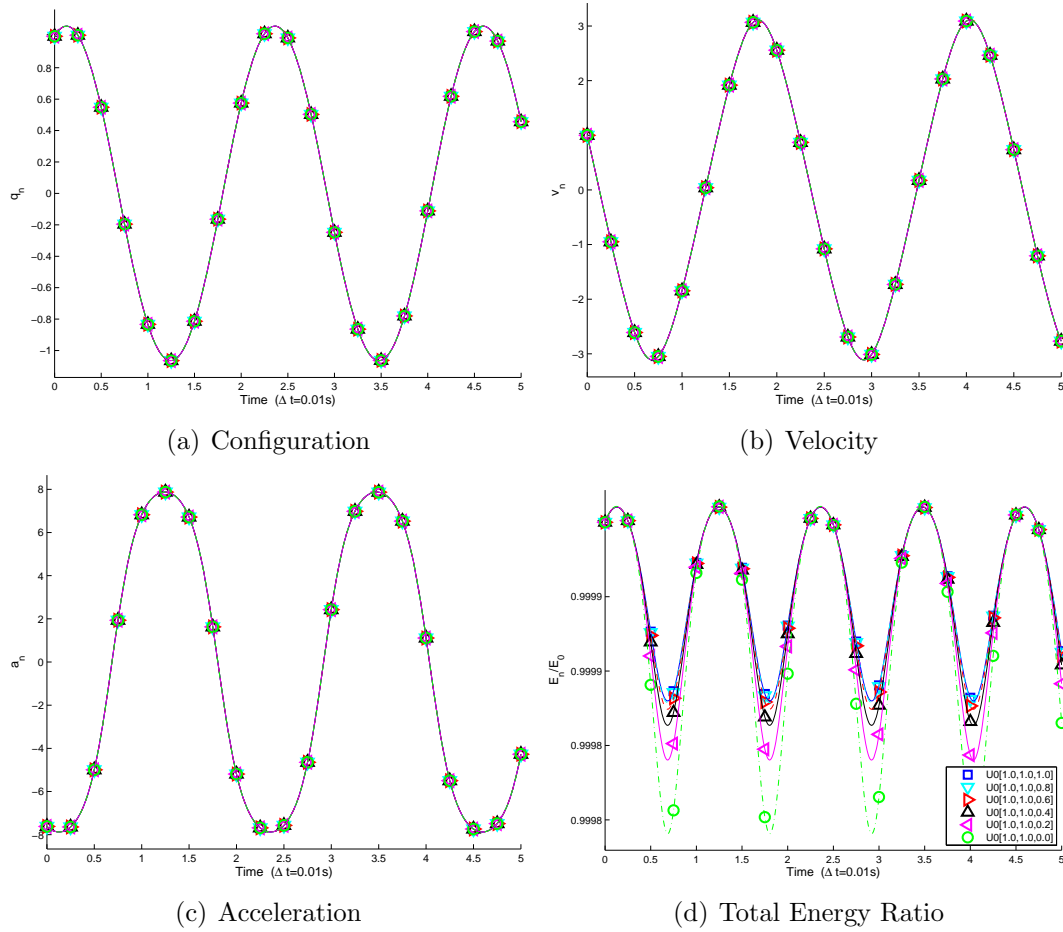 q_n
0.8
0.6
0.4
0.2
0
−0.2
−0.4
−0.6
−0.8
−1
0 0.5 1 1.5 2 2.5 3 3.5 4 4.5 5
Time (Δ t=0.01s)
(a) Configuration
v_n
3
2
1
0
−1
−2
−3
0 0.5 1 1.5 2 2.5 3 3.5 4 4.5 5
Time (Δ t=0.01s)
(b) Velocity
a_n
8
6
4
2
0
−2
−4
−6
−8
0 0.5 1 1.5 2 2.5 3 3.5 4 4.5 5
Time (Δ t=0.01s)
(c) Acceleration
E_n/E_0
0.9999
0.9999
0.9998
0.9998
0 0.5 1 1.5 2 2.5 3 3.5 4 4.5 5
Time (Δ t=0.01s)
U0[1.0,1.0,1.0]
U0[1.0,1.0,0.8]
U0[1.0,1.0,0.6]
U0[1.0,1.0,0.4]
U0[1.0,1.0,0.2]
U0[1.0,1.0,0.0]
(d) Total Energy Ratio